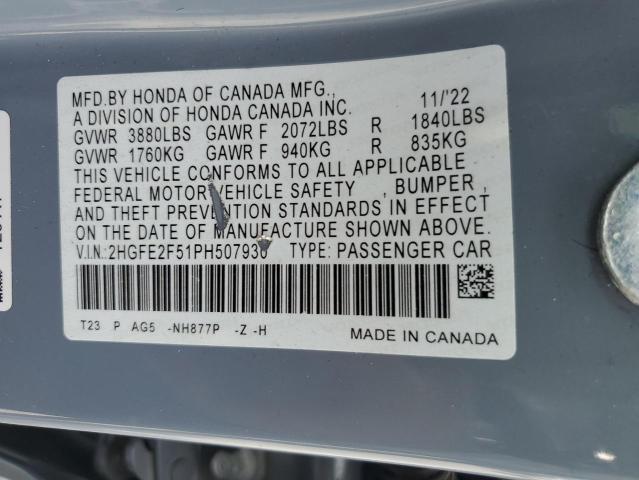 MFD.BY HONDA OF CANADA MFG., 11/'22
A DIVISION OF HONDA CANADA INC.
GVWR 3880LBS GAWR F 2072LBS R 1840LBS
GVWR 1760KG GAWR F 940KG R 835KG
THIS VEHICLE CONFORMS TO ALL APPLICABLE
FEDERAL MOTOR VEHICLE SAFETY , BUMPER ,
AND THEFT PREVENTION STANDARDS IN EFFECT
ON THE DATE OF MANUFACTURE SHOWN ABOVE.
V.I.N.: 2HGFE2F51PH507930 TYPE: PASSENGER CAR
T23 P AG5 -NH877P -Z -H
MADE IN CANADA